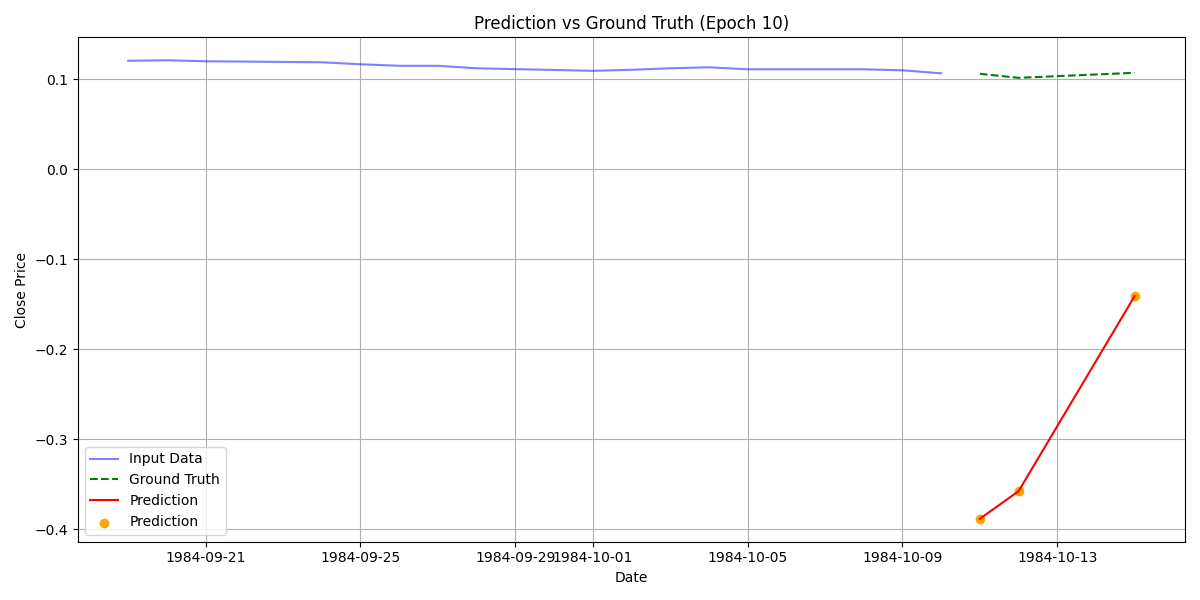 Prediction vs Ground Truth (Epoch 10)
Close Price
0.1
0.0
−0.1
−0.2
−0.3
−0.4
Input Data
Ground Truth
Prediction
Prediction
1984-09-21
1984-09-25
1984-09-29
1984-10-01
1984-10-05
1984-10-09
1984-10-13
Date